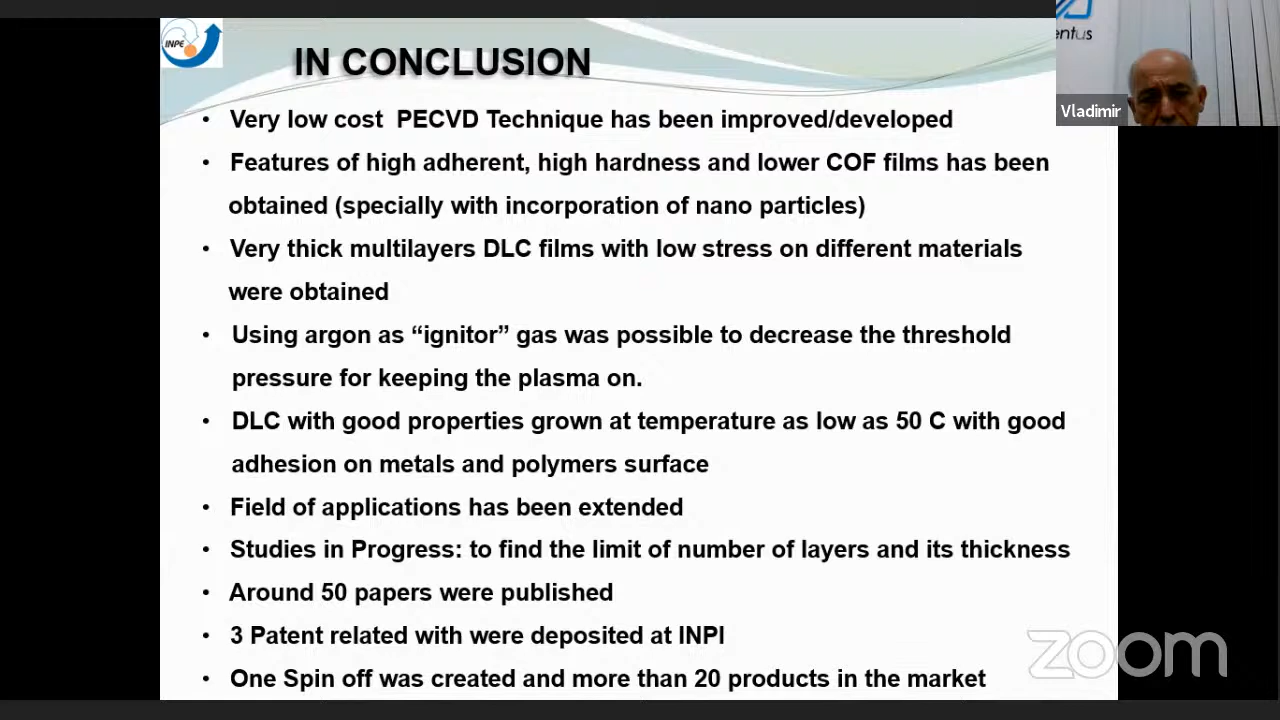 INPE
IN CONCLUSION
entus
Vladimir
• Very low cost PECVD Technique has been improved/developed
• Features of high adherent, high hardness and lower COF films has been
obtained (specially with incorporation of nano particles)
• Very thick multilayers DLC films with low stress on different materials
were obtained
• Using argon as “ignitor” gas was possible to decrease the threshold
pressure for keeping the plasma on.
• DLC with good properties grown at temperature as low as 50 C with good
adhesion on metals and polymers surface
• Field of applications has been extended
• Studies in Progress: to find the limit of number of layers and its thickness
• Around 50 papers were published
• 3 Patent related with were deposited at INPI
• One Spin off was created and more than 20 products in the market
zoom